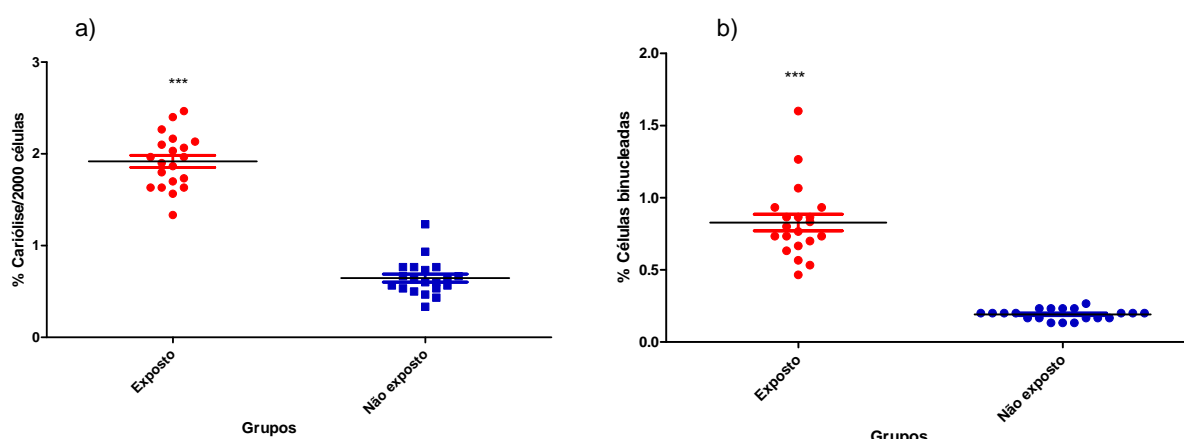 a)
% Cariólise/2000 células
3
2
1
0
***
Exposto
Não exposto
Grupos
b)
% Células binucleadas
2.0
1.5
1.0
0.5
0.0
***
Exposto
Não exposto
Grupos